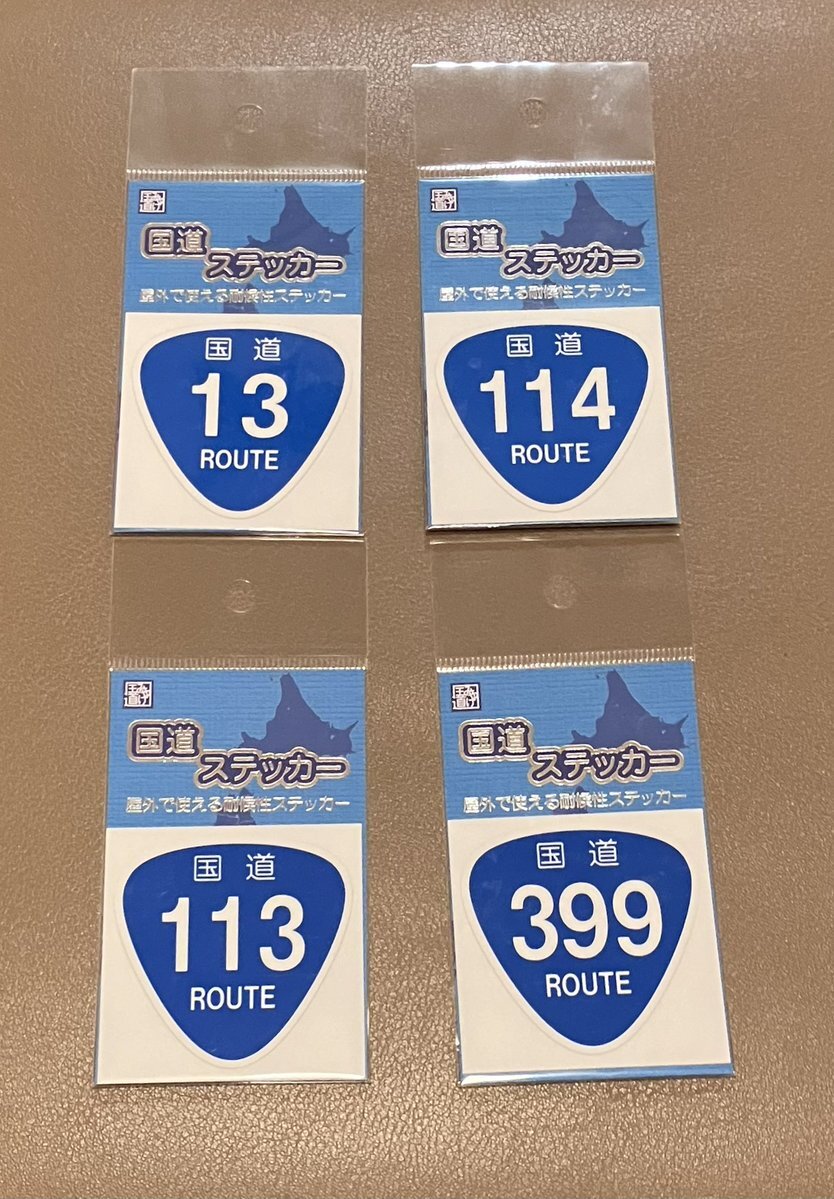 国道
ステッカー
屋外で使える耐候性ステッカー
国道
13
ROUTE
国道
ステッカー
屋外で使える耐候性ステッカー
国道
114
ROUTE
国道
ステッカー
屋外で使える耐候性ステッカー
国道
113
ROUTE
国道
ステッカー
屋外で使える耐候性ステッカー
国道
399
ROUTE